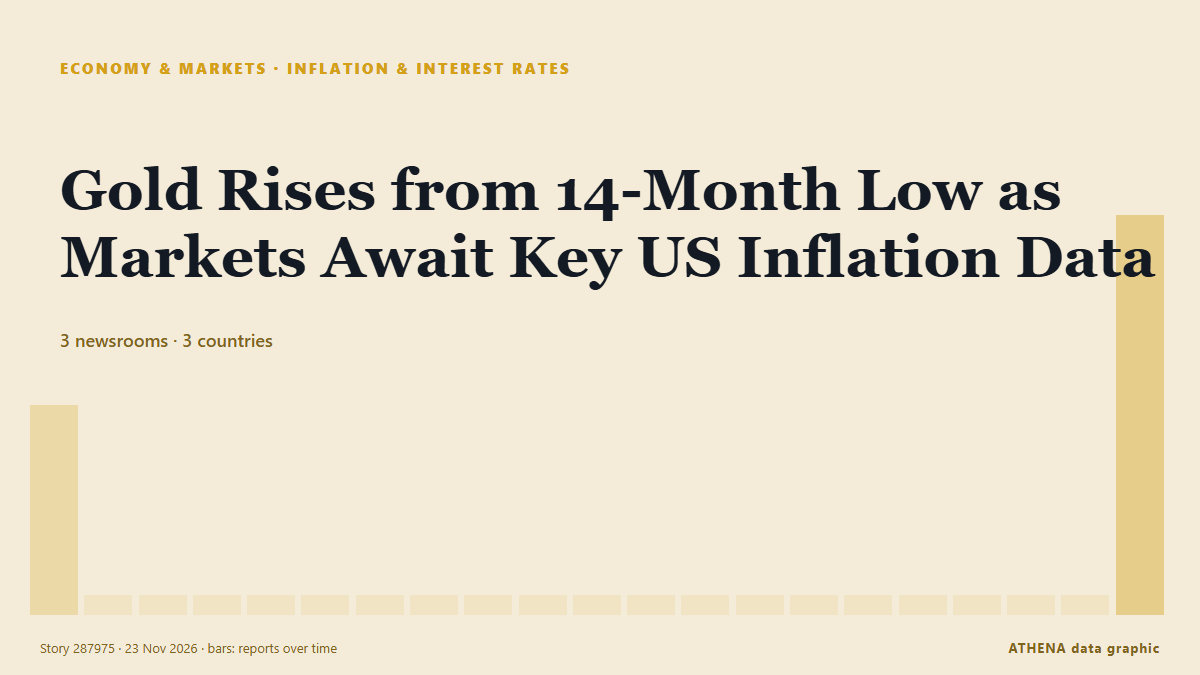 ECONOMY & MARKETS · INFLATION & INTEREST RATES
Gold Rises from 14-Month Low as
Markets Await Key US Inflation Data
3 newsrooms · 3 countries
Story 287975 · 23 Nov 2026 · bars: reports over time
ATHENA data graphic